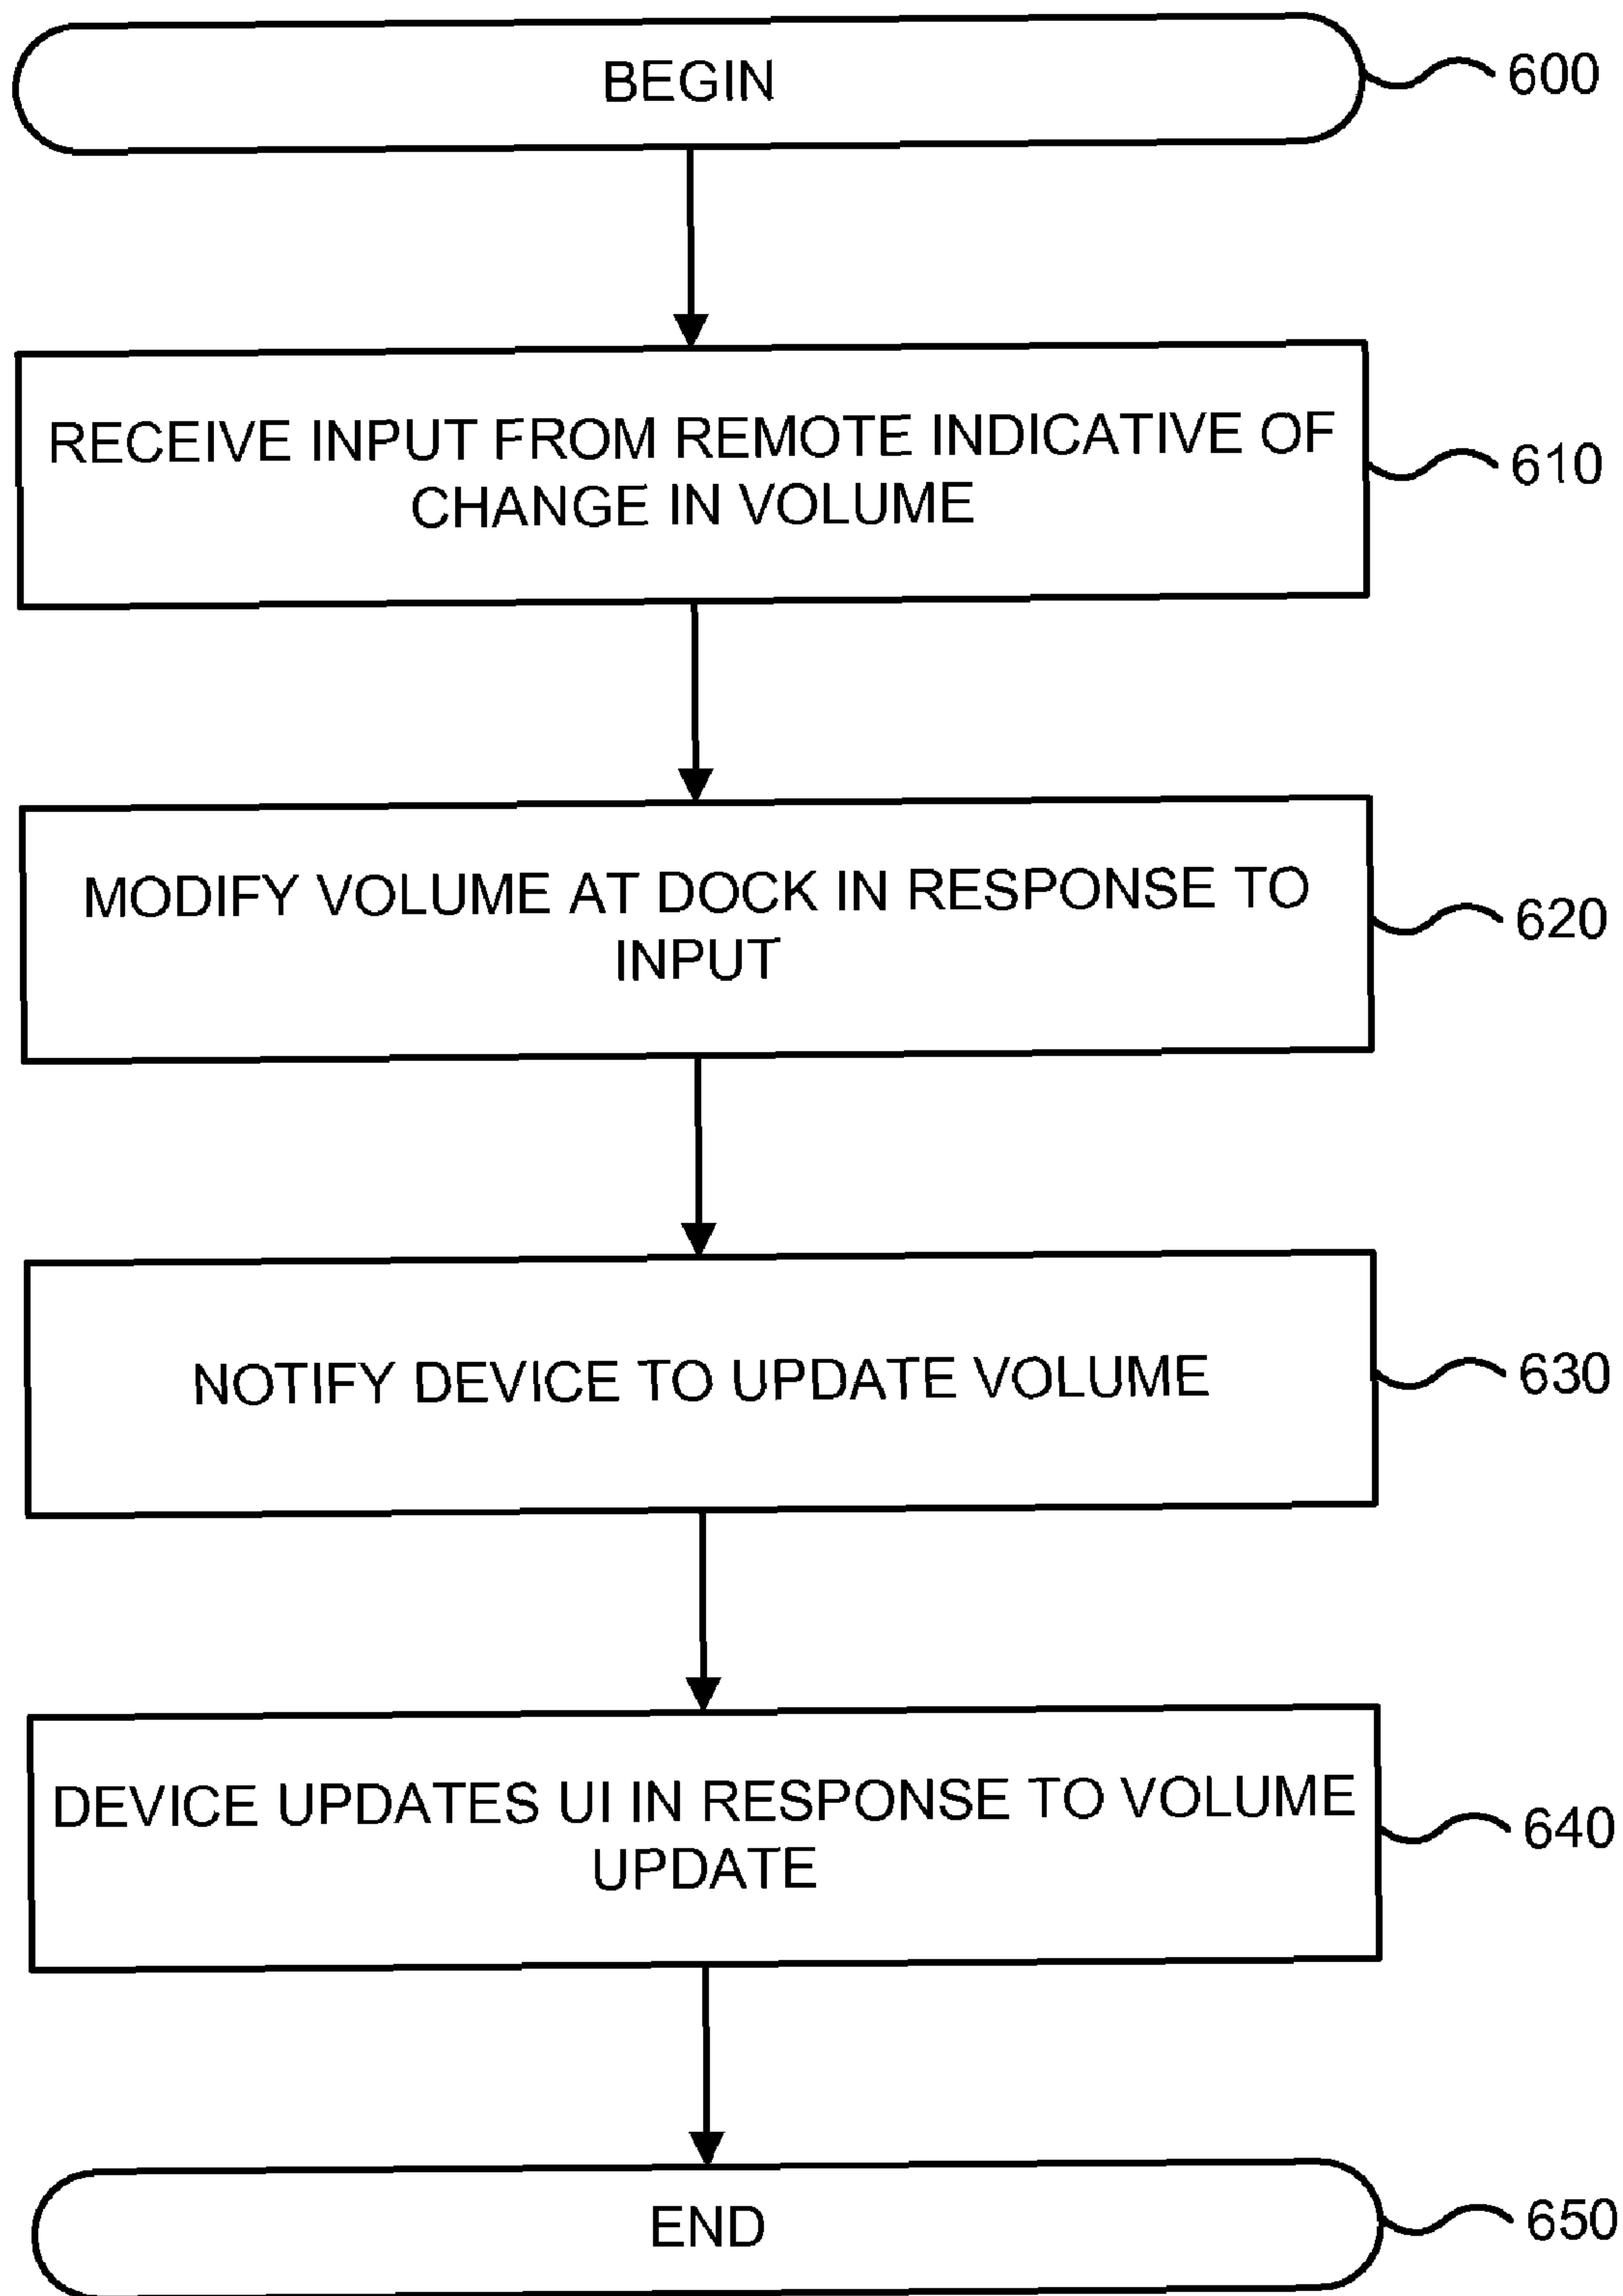 BEGIN
600
RECEIVE INPUT FROM REMOTE INDICATIVE OF
CHANGE IN VOLUME
610
MODIFY VOLUME AT DOCK IN RESPONSE TO
INPUT
620
NOTIFY DEVICE TO UPDATE VOLUME
630
DEVICE UPDATES UI IN RESPONSE TO VOLUME
UPDATE
640
END
650